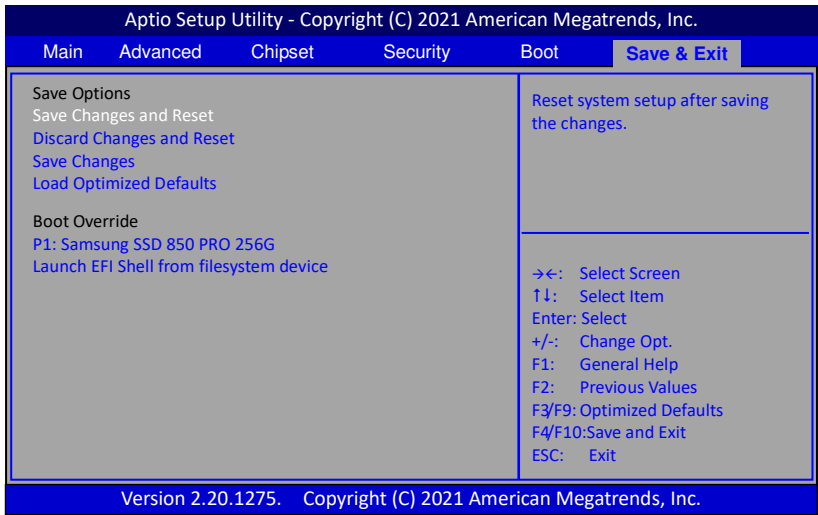 Aptio Setup Utility - Copyright (C) 2021 American Megatrends, Inc.
Main Advanced Chipset Security Boot Save & Exit
Save Options
Save Changes and Reset
Discard Changes and Reset
Save Changes
Load Optimized Defaults
Boot Override
P1: Samsung SSD 850 PRO 256G
Launch EFI Shell from filesystem device
Reset system setup after saving
the changes.
→←: Select Screen
↑↓: Select Item
Enter: Select
+/-: Change Opt.
F1: General Help
F2: Previous Values
F3/F9: Optimized Defaults
F4/F10:Save and Exit
ESC: Exit
Version 2.20.1275. Copyright (C) 2021 American Megatrends, Inc.